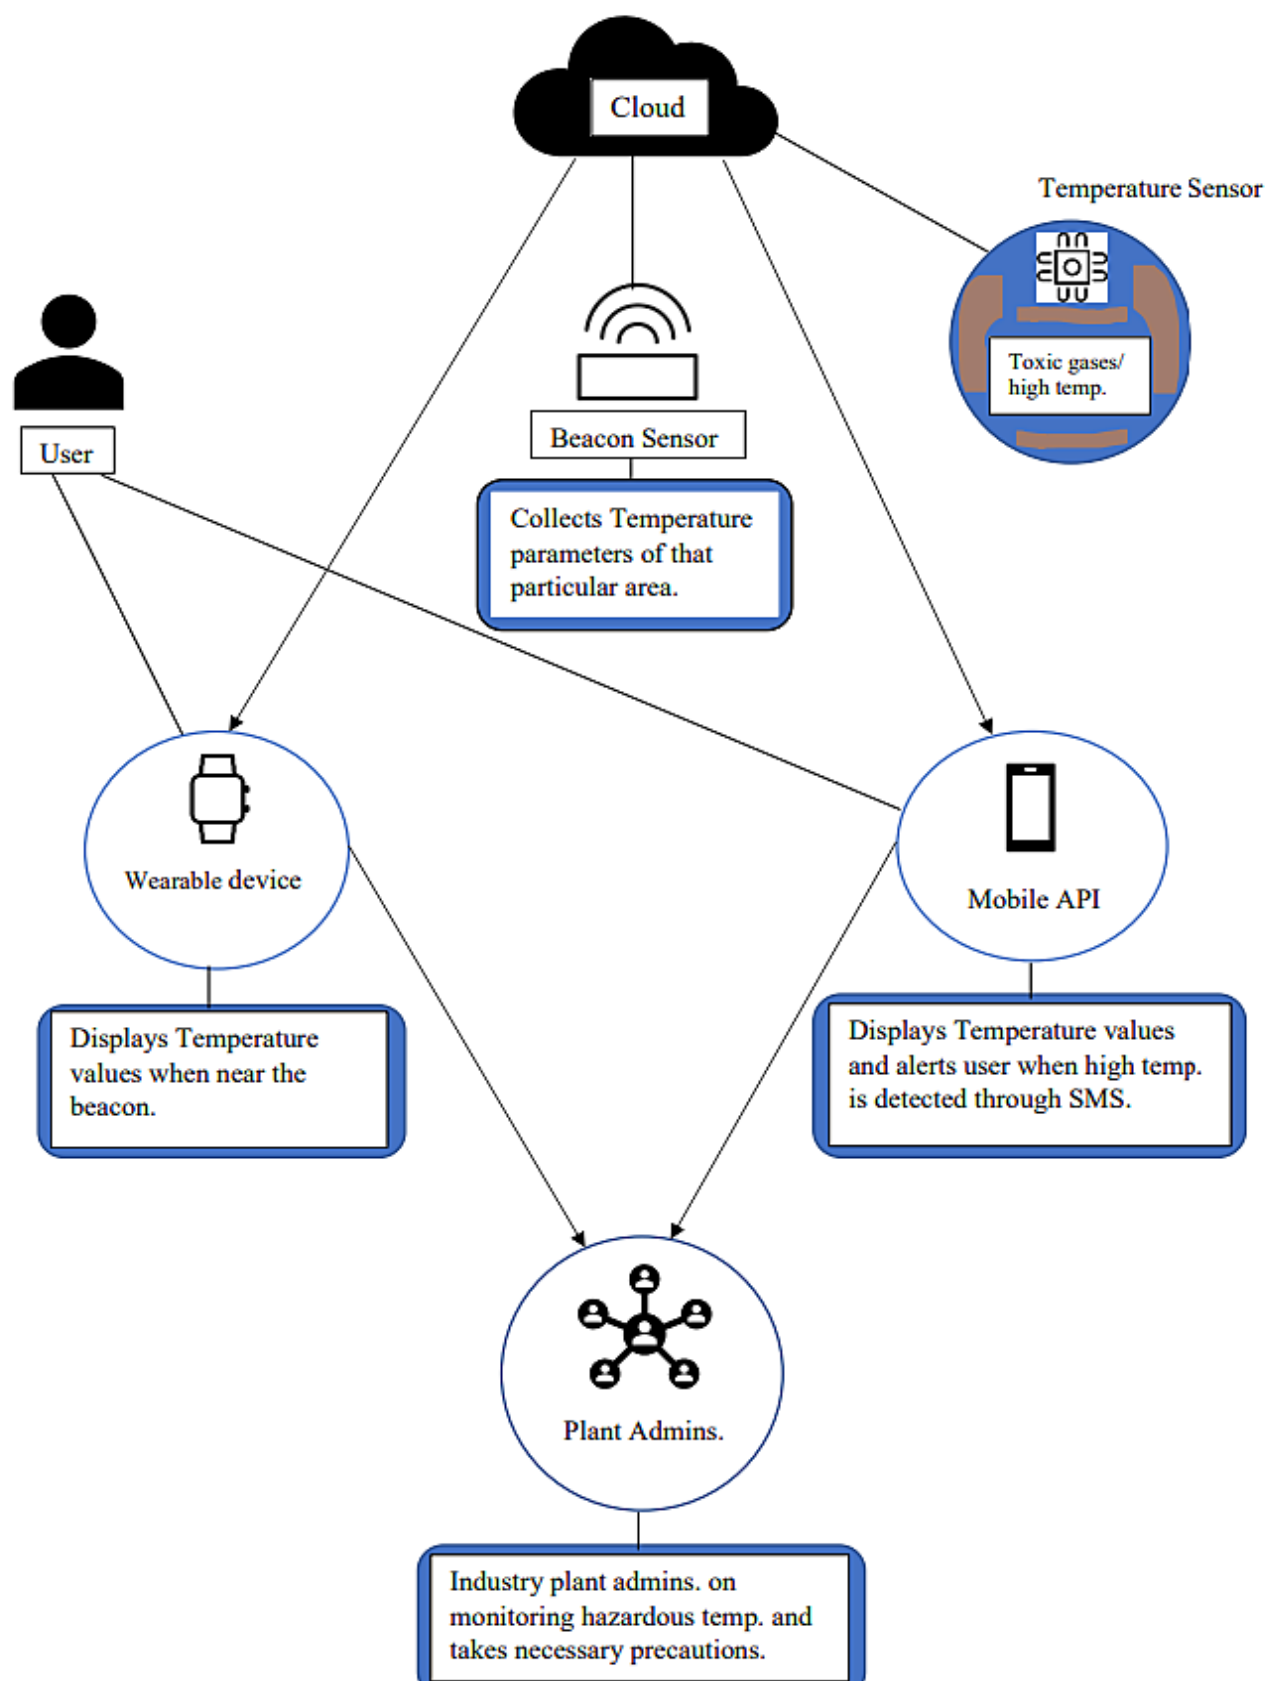 Cloud
Temperature Sensor
Toxic gases/
high temp.
User
Beacon Sensor
Collects Temperature
parameters of that
particular area.
Wearable device
Mobile API
Displays Temperature
values when near the
beacon.
Displays Temperature values
and alerts user when high temp.
is detected through SMS.
Plant Admins.
Industry plant admins. on
monitoring hazardous temp. and
takes necessary precautions.